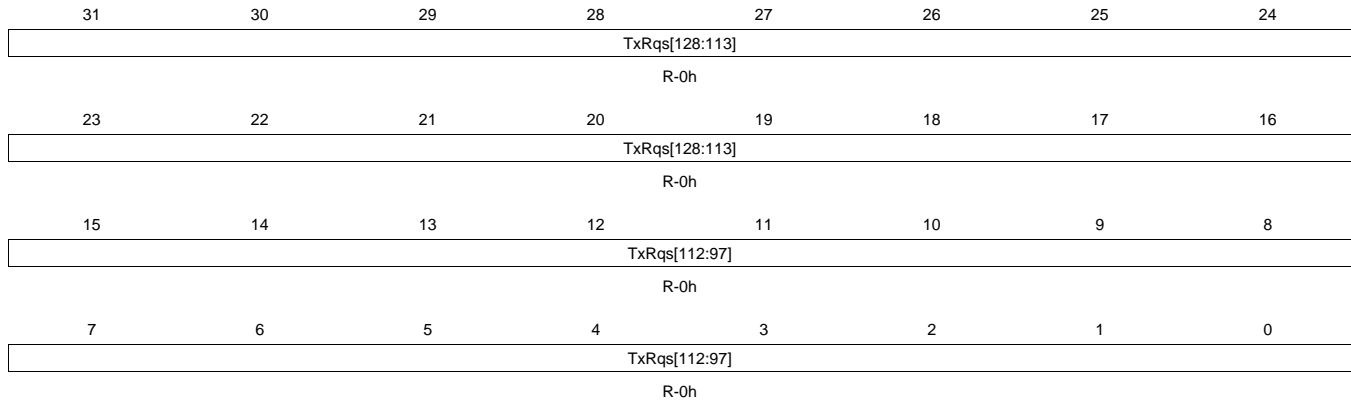 31 30 29 28 27 26 25 24
TxRqs[128:113]
R-0h
23 22 21 20 19 18 17 16
TxRqs[128:113]
R-0h
15 14 13 12 11 10 9 8
TxRqs[112:97]
R-0h
7 6 5 4 3 2 1 0
TxRqs[112:97]
R-0h